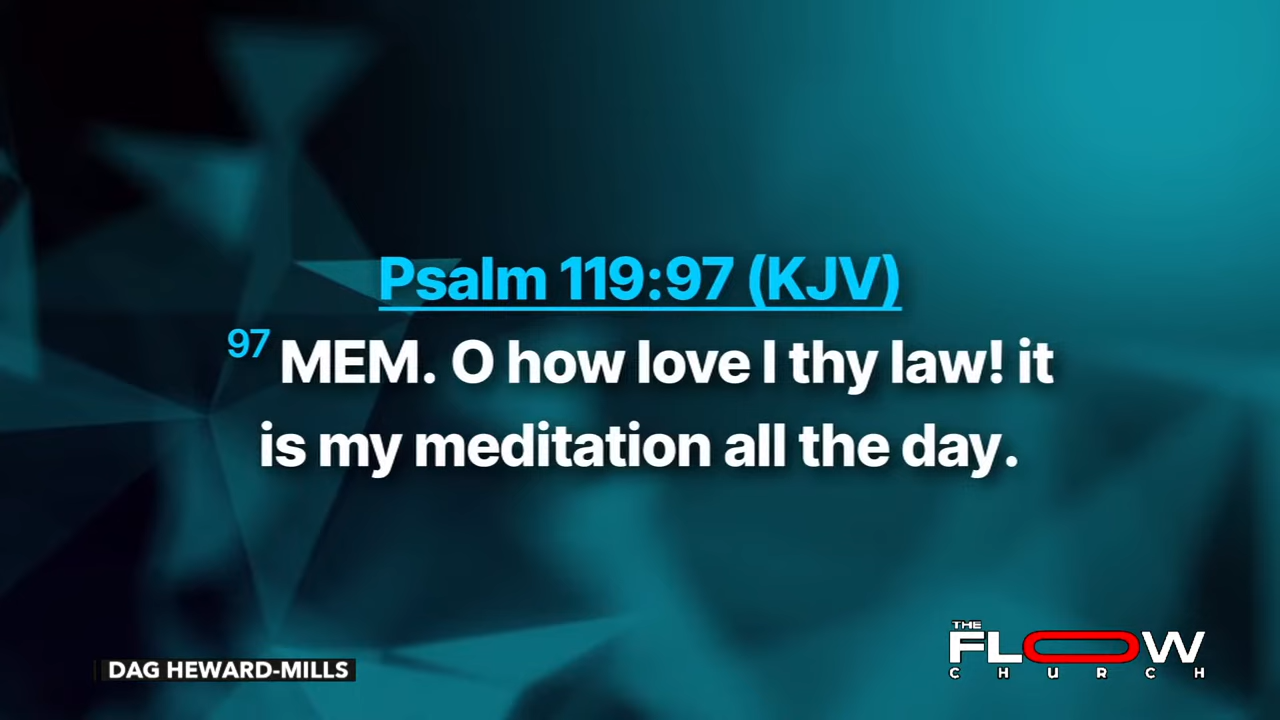 Psalm 119:97 (KJV)
97 MEM. O how love I thy law! it
is my meditation all the day.
DAG HEWARD-MILLS
THE
FLOW
CHURCH